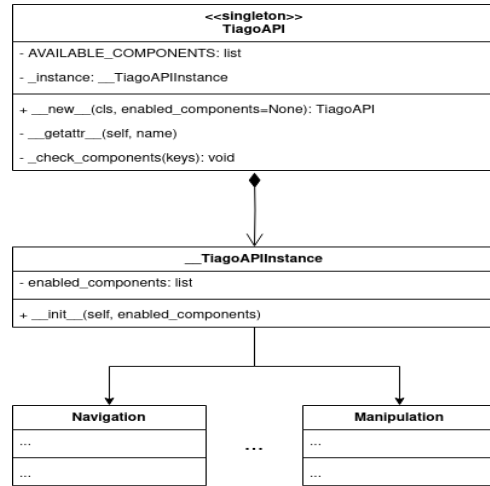 <<singleton>>
TiagoAPI
- AVAILABLE_COMPONENTS: list
- _instance: __TiagoAPIInstance
+ __new__(cls, enabled_components=None): TiagoAPI
- __getattr__(self, name)
- _check_components(keys): void
__TiagoAPIInstance
- enabled_components: list
+ __init__(self, enabled_components)
Navigation
...
...
...
Manipulation
...
...